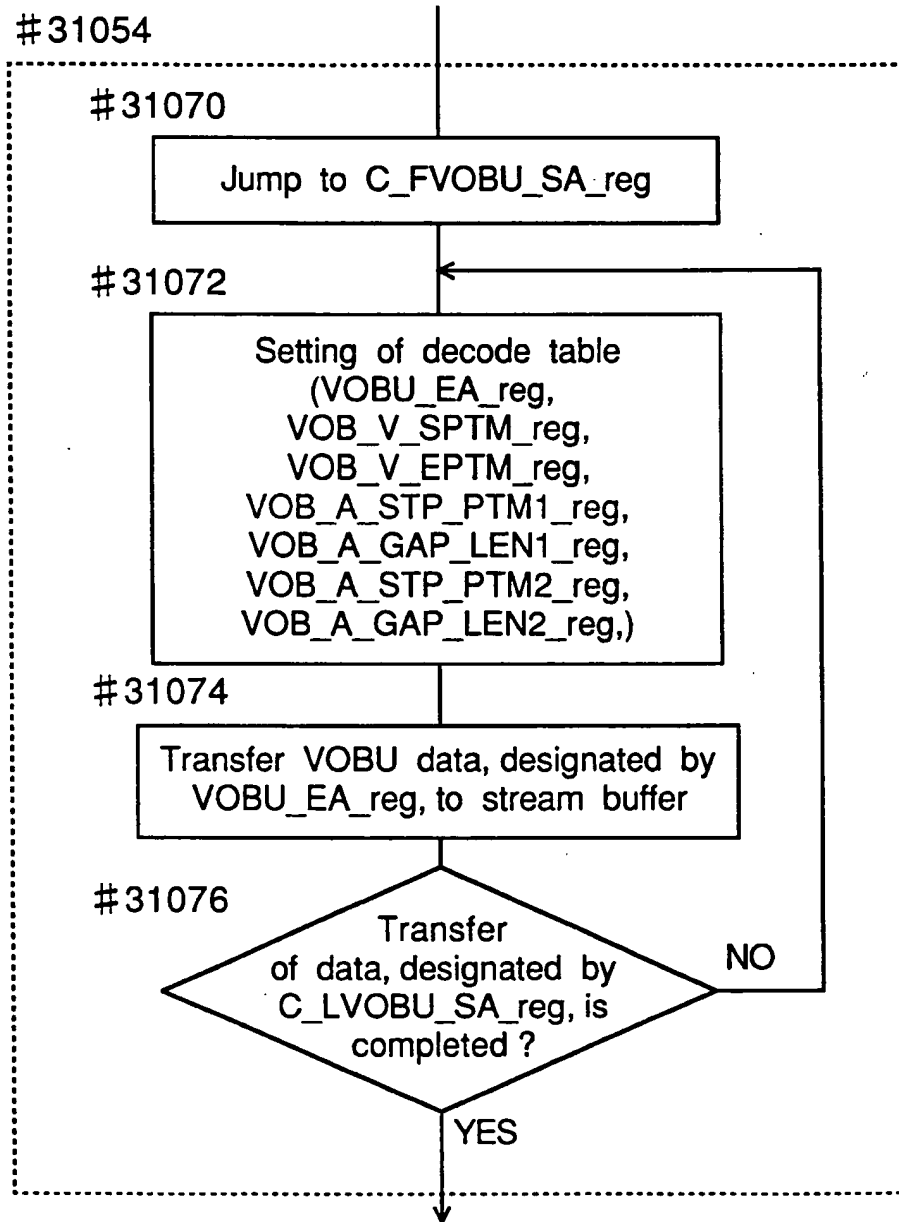 #31054
#31070
Jump to C_FVOBU_SA_reg
#31072
Setting of decode table
(VOBU_EA_reg,
VOB_V_SPTM_reg,
VOB_V_EPTM_reg,
VOB_A_STP_PTM1_reg,
VOB_A_GAP_LEN1_reg,
VOB_A_STP_PTM2_reg,
VOB_A_GAP_LEN2_reg,)
#31074
Transfer VOBU data, designated by
VOBU_EA_reg, to stream buffer
#31076
Transfer
of data, designated by
C_LVOBU_SA_reg, is
completed ?
NO
YES